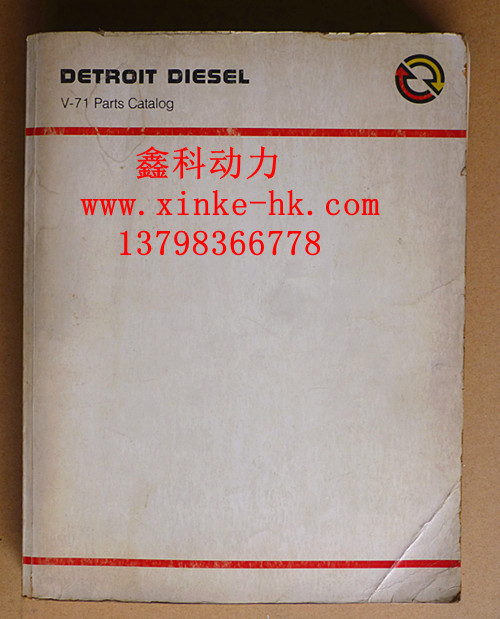 DETROIT DIESEL
V-71 Parts Catalog
鑫科动力
www.xinke-hk.com
13798366778